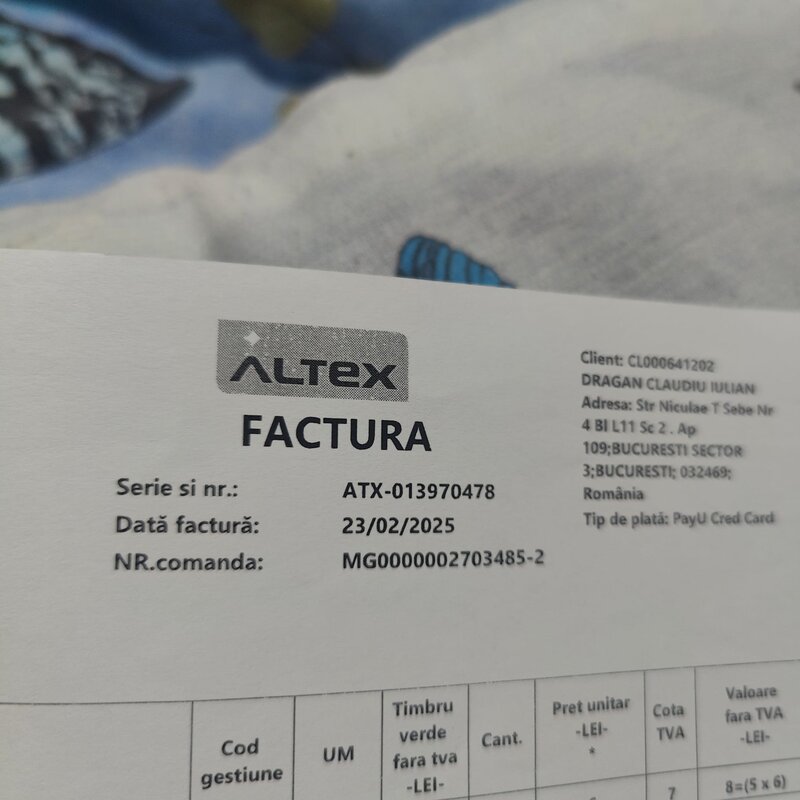 ALTEX
FACTURA
Serie si nr.: ATX-013970478
Dată factură: 23/02/2025
NR.comanda: MG0000002703485-2
Client: CL000641202
DRAGAN CLAUDIU IULIAN
Adresa: Str Niculae T Sebe Nr
4 Bl L11 Sc 2 . Ap
109;BUCURESTI SECTOR
3;BUCURESTI; 032469;
România
Tip de plată: PayU Cred Card
Cod
gestiune
UM
Timbru
verde
fara tva
-LEI-
Cant.
Pret unitar
-LEI-
*
Cota
TVA
Valoare
fara TVA
-LEI-
7
8=(5 x 6)